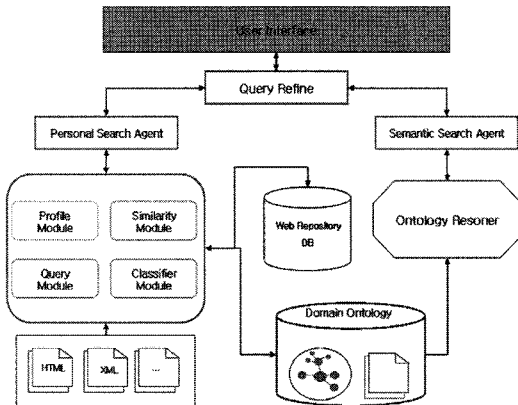 User Interface
Query Refine
Personal Search Agent
Semantic Search Agent
Profile
Module
Similarity
Module
Query
Module
Classifier
Module
Web Repository
DB
Ontology Resoner
Domain Ontology
HTML
XML
...